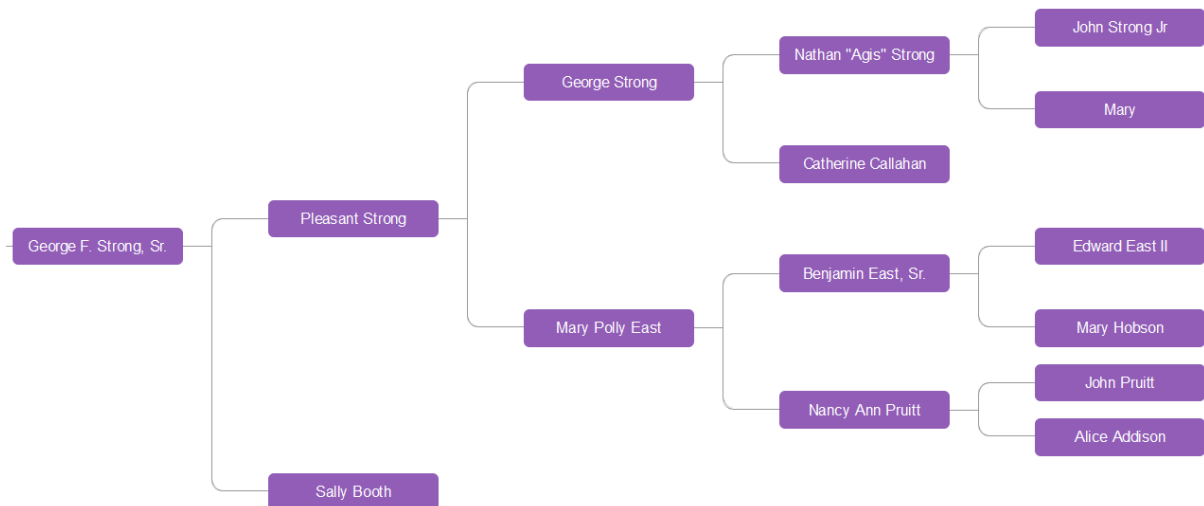 John Strong Jr
Nathan "Agis" Strong
George Strong
Mary
Catherine Callahan
Pleasant Strong
George F. Strong, Sr.
Edward East II
Benjamin East, Sr.
Mary Polly East
Mary Hobson
John Pruitt
Nancy Ann Pruitt
Alice Addison
Sally Booth